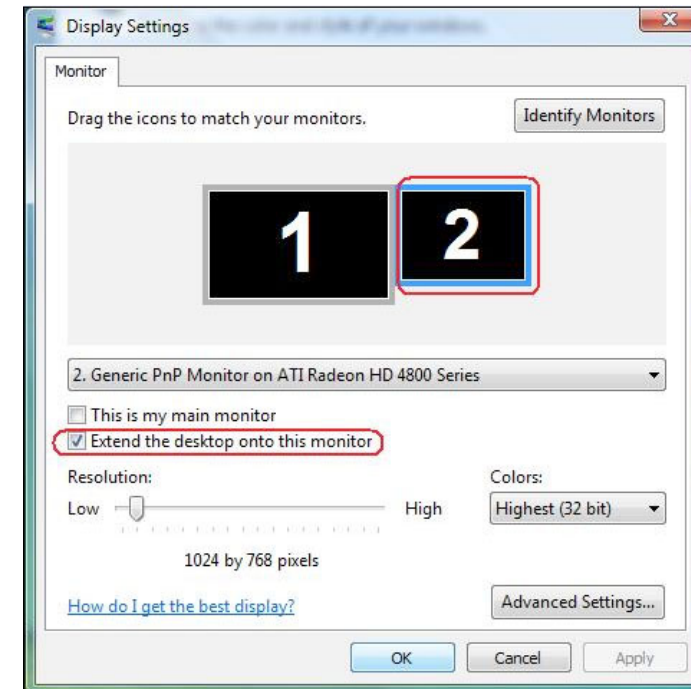 Display Settings
Monitor
Drag the icons to match your monitors.
Identify Monitors
1
2
2. Generic PnP Monitor on ATI Radeon HD 4800 Series
This is my main monitor
Extend the desktop onto this monitor
Resolution:
Colors:
Low
High
Highest (32 bit)
1024 by 768 pixels
How do I get the best display?
Advanced Settings...
OK
Cancel
Apply